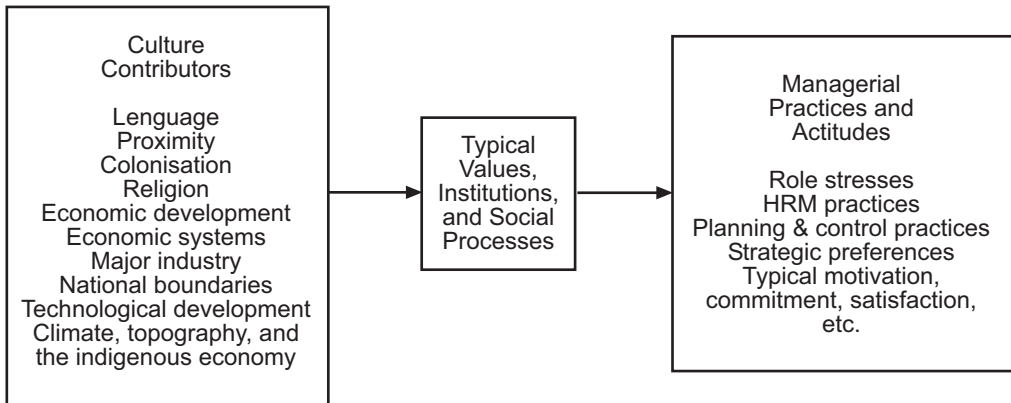 Culture
Contributors
Lenguage
Proximity
Colonisation
Religion
Economic development
Economic systems
Major industry
National boundaries
Technological development
Climate, topography, and
the indigenous economy
Typical
Values,
Institutions,
and Social
Processes
Managerial
Practices and
Actitudes
Role stresses
HRM practices
Planning & control practices
Strategic preferences
Typical motivation,
commitment, satisfaction,
etc.